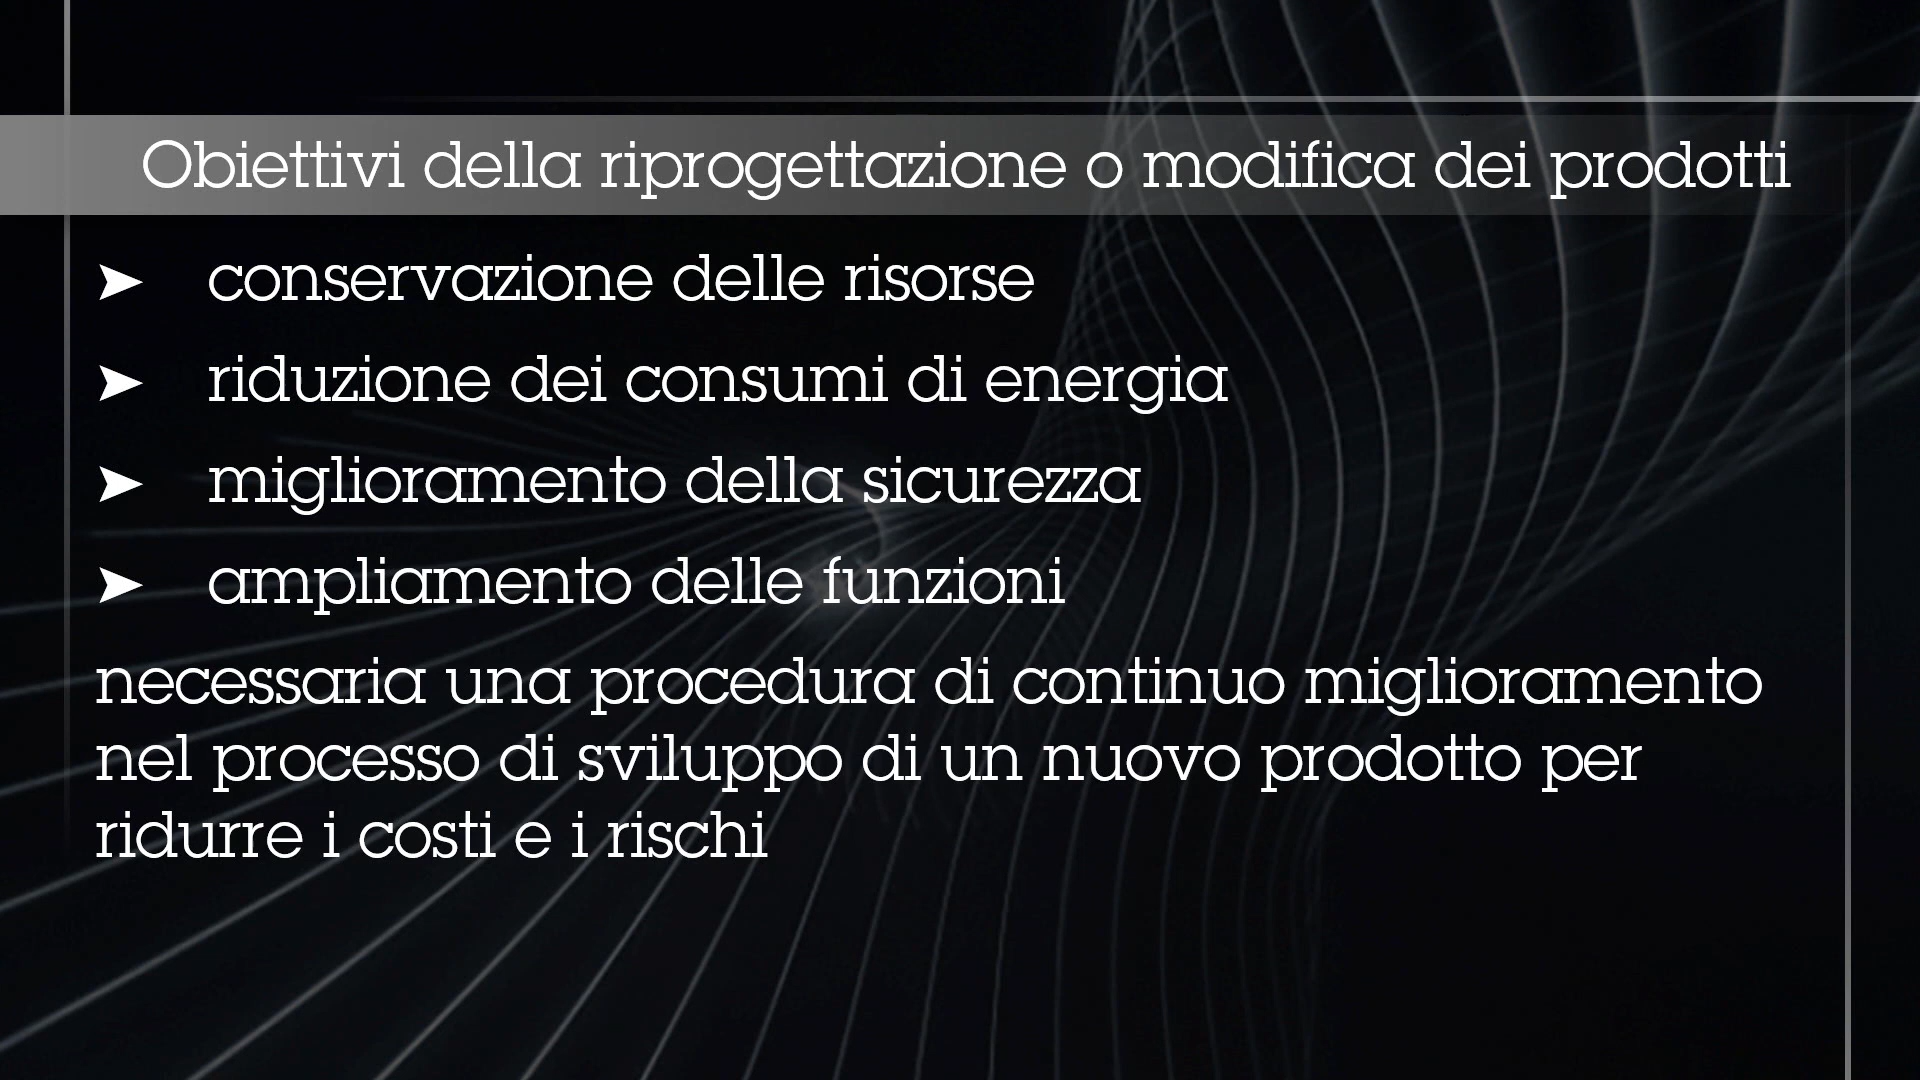 Obiettivi della riprogettazione o modifica dei prodotti
➤ conservazione delle risorse
➤ riduzione dei consumi di energia
➤ miglioramento della sicurezza
➤ ampliamento delle funzioni
necessaria una procedura di continuo miglioramento
nel processo di sviluppo di un nuovo prodotto per
ridurre i costi e i rischi